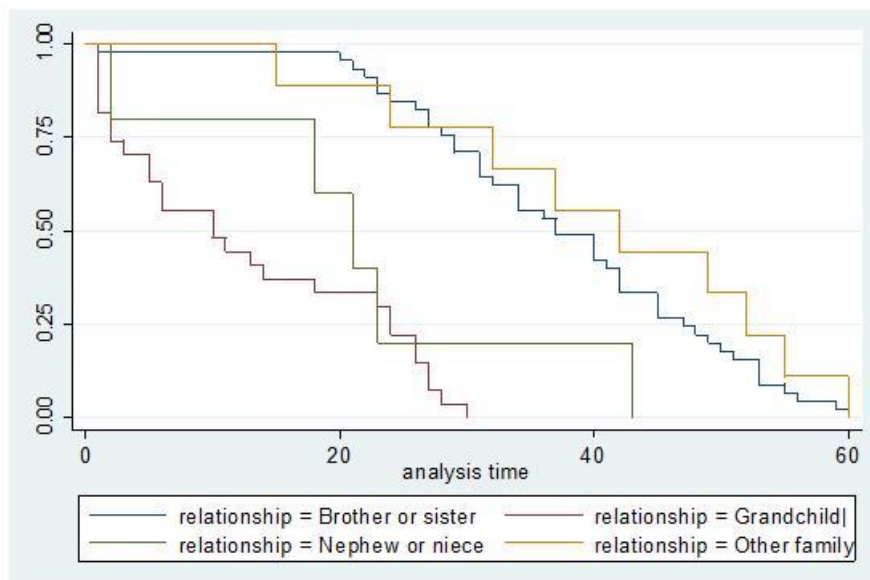 1.00
0.75
0.50
0.25
0.00
0 20 40 60
analysis time
relationship = Brother or sister relationship = Grandchild|
relationship = Nephew or niece relationship = Other family